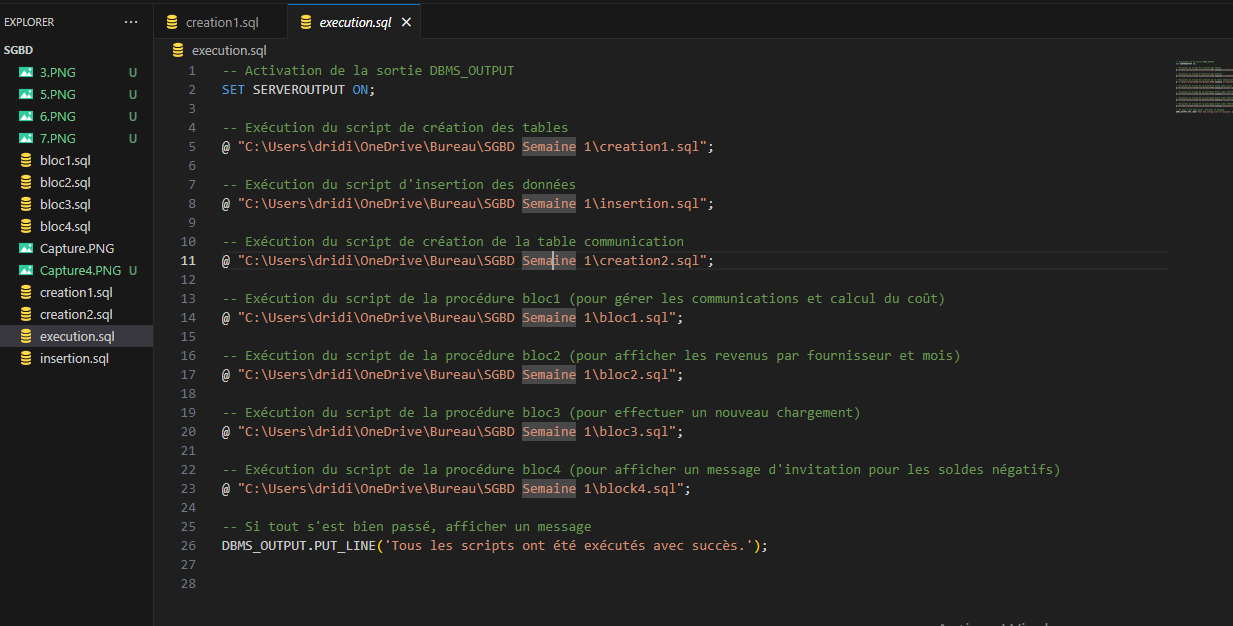 EXPLORER
···
creation1.sql
execution.sql
SGBD
execution.sql
3.PNG U
5.PNG U
6.PNG U
7.PNG U
bloc1.sql
bloc2.sql
bloc3.sql
bloc4.sql
Capture.PNG
Capture4.PNG U
creation1.sql
creation2.sql
execution.sql
insertion.sql
1 -- Activation de la sortie DBMS_OUTPUT
2 SET SERVEROUTPUT ON;
3
4 -- Exécution du script de création des tables
5 @ "C:\Users\dridi\OneDrive\Bureau\SGBD Semaine 1\creation1.sql";
6
7 -- Exécution du script d'insertion des données
8 @ "C:\Users\dridi\OneDrive\Bureau\SGBD Semaine 1\insertion.sql";
9
10 -- Exécution du script de création de la table communication
11 @ "C:\Users\dridi\OneDrive\Bureau\SGBD Semaine 1\creation2.sql";
12
13 -- Exécution du script de la procédure bloc1 (pour gérer les communications et calcul du coût)
14 @ "C:\Users\dridi\OneDrive\Bureau\SGBD Semaine 1\bloc1.sql";
15
16 -- Exécution du script de la procédure bloc2 (pour afficher les revenus par fournisseur et mois)
17 @ "C:\Users\dridi\OneDrive\Bureau\SGBD Semaine 1\bloc2.sql";
18
19 -- Exécution du script de la procédure bloc3 (pour effectuer un nouveau chargement)
20 @ "C:\Users\dridi\OneDrive\Bureau\SGBD Semaine 1\bloc3.sql";
21
22 -- Exécution du script de la procédure bloc4 (pour afficher un message d'invitation pour les soldes négatifs)
23 @ "C:\Users\dridi\OneDrive\Bureau\SGBD Semaine 1\block4.sql";
24
25 -- Si tout s'est bien passé, afficher un message
26 DBMS_OUTPUT.PUT_LINE('Tous les scripts ont été exécutés avec succès.');
27
28